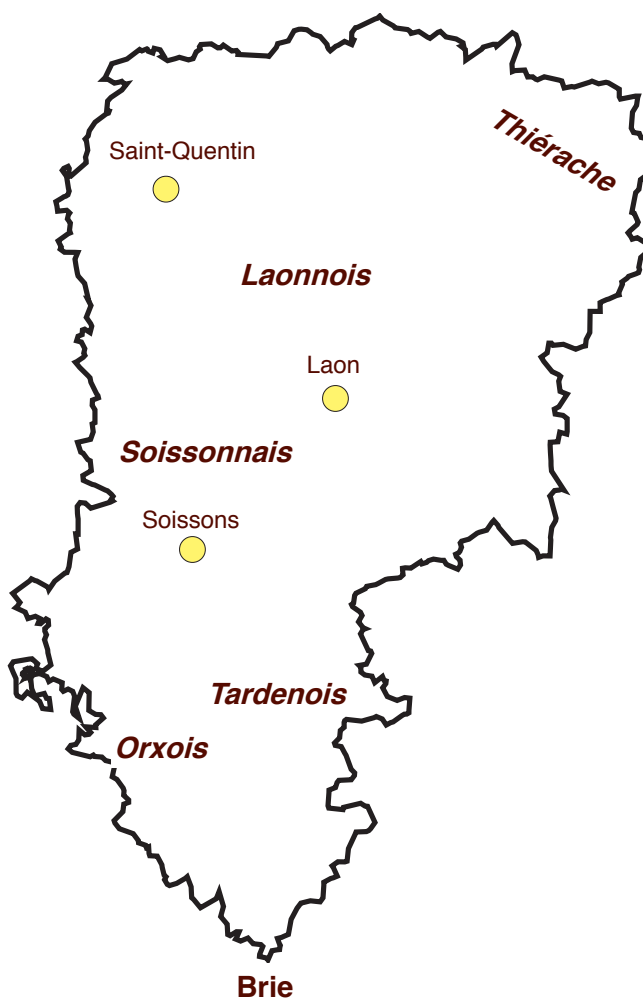 Thiérache
Saint-Quentin
Laonnois
Laon
Soissonnais
Soissons
Tardenois
Orxois
Brie